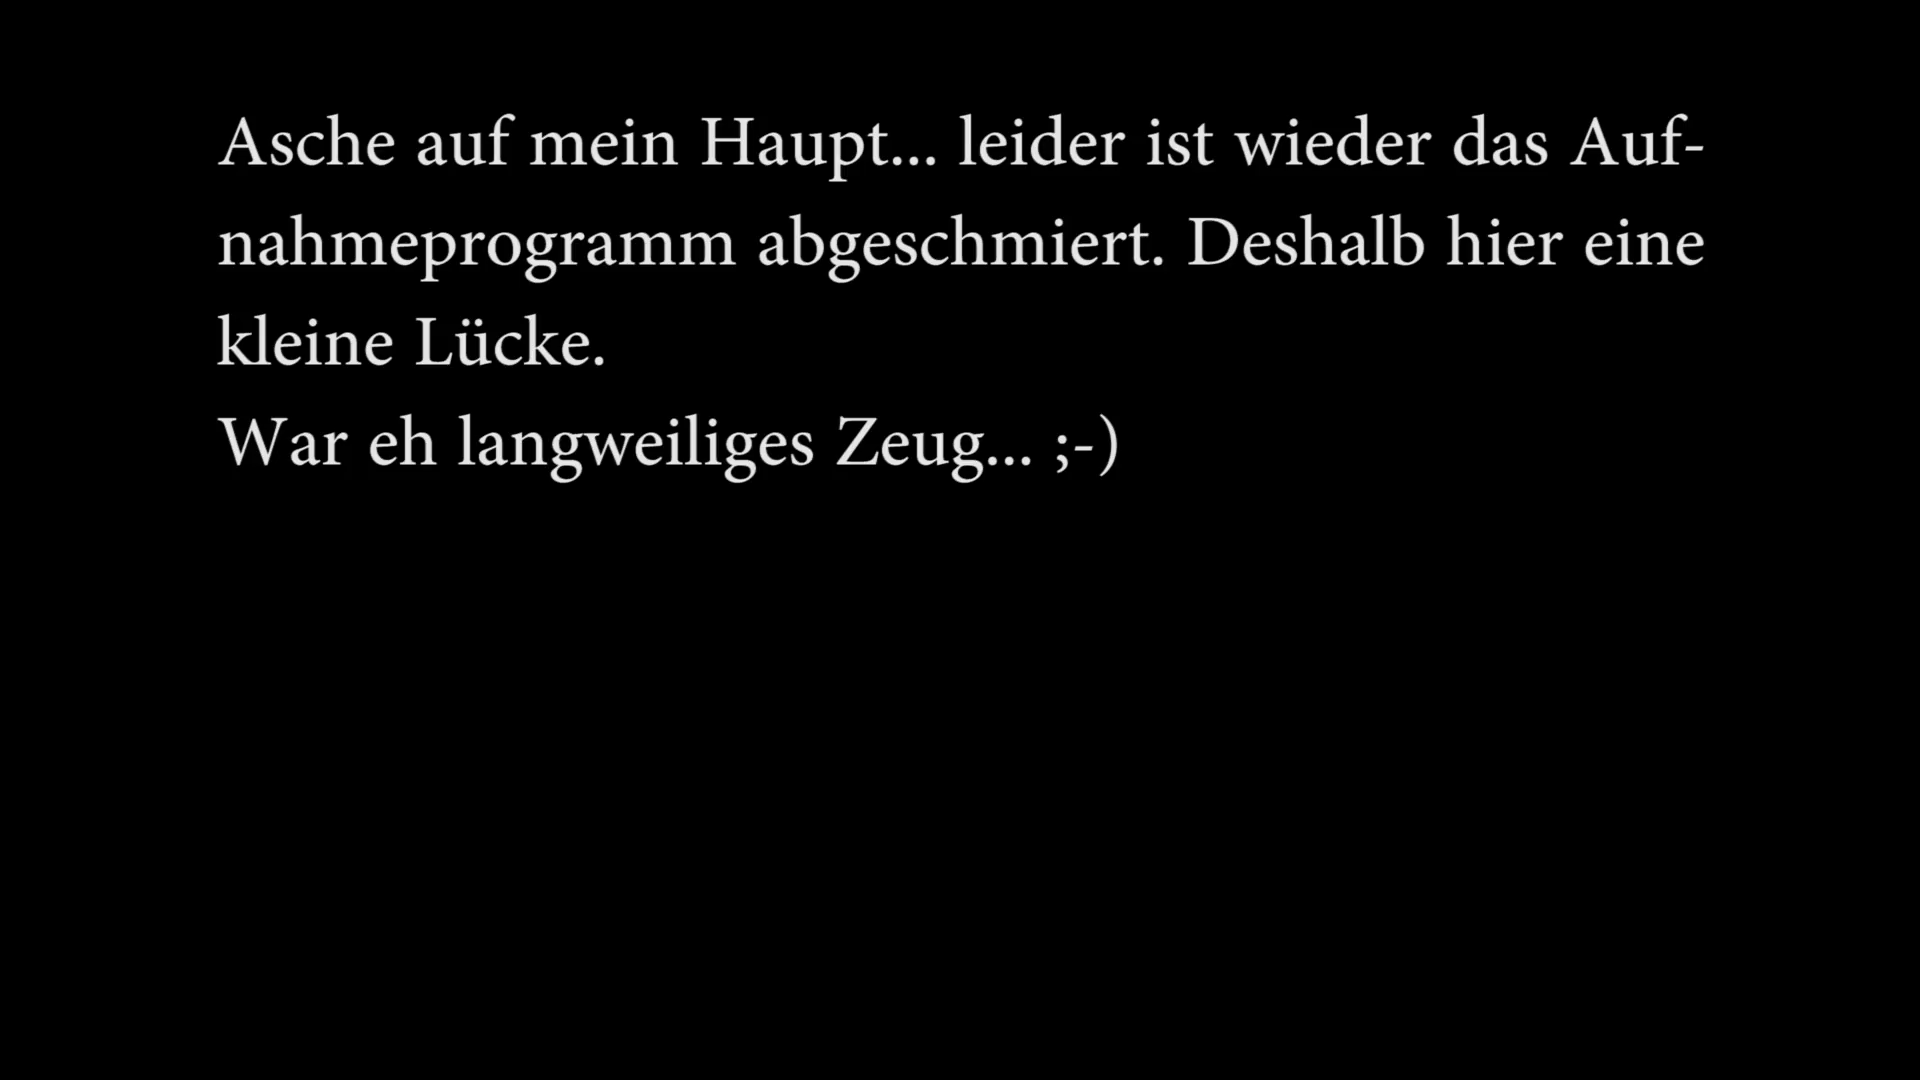 Asche auf mein Haupt... leider ist wieder das Auf-
nahmeprogramm abgeschmiert. Deshalb hier eine
kleine Lücke.
War eh langweiliges Zeug... ;-)